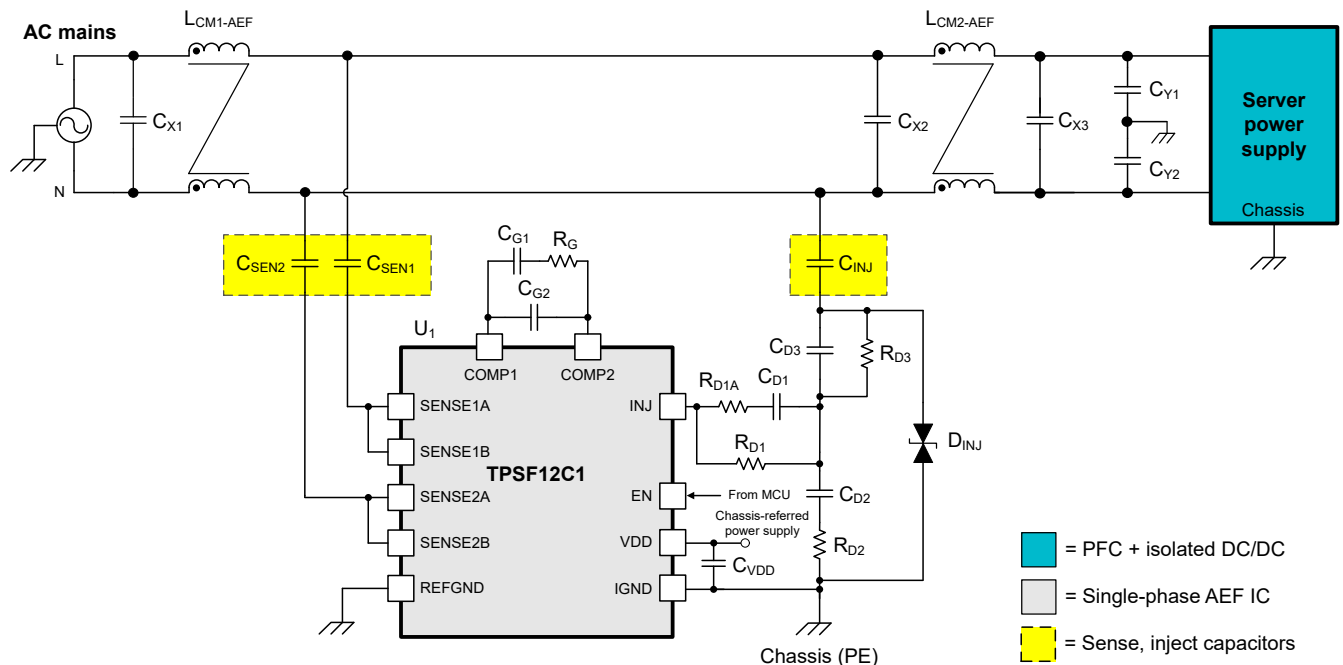 AC mains
L
N
LCM1-AEF
LCM2-AEF
CX1
CX2
CX3
CY1
CY2
Server
power
supply
Chassis
CSEN2
CSEN1
CG1
RG
CG2
CINJ
U1
COMP1
COMP2
SENSE1A
SENSE1B
SENSE2A
SENSE2B
REFGND
TPSF12C1
INJ
EN
VDD
IGND
RD1A
CD1
RD1
CD3
RD3
DINJ
From MCU
Chassis-referred
power supply
CD2
RD2
CVDD
Chassis (PE)
= PFC + isolated DC/DC
= Single-phase AEF IC
= Sense, inject capacitors